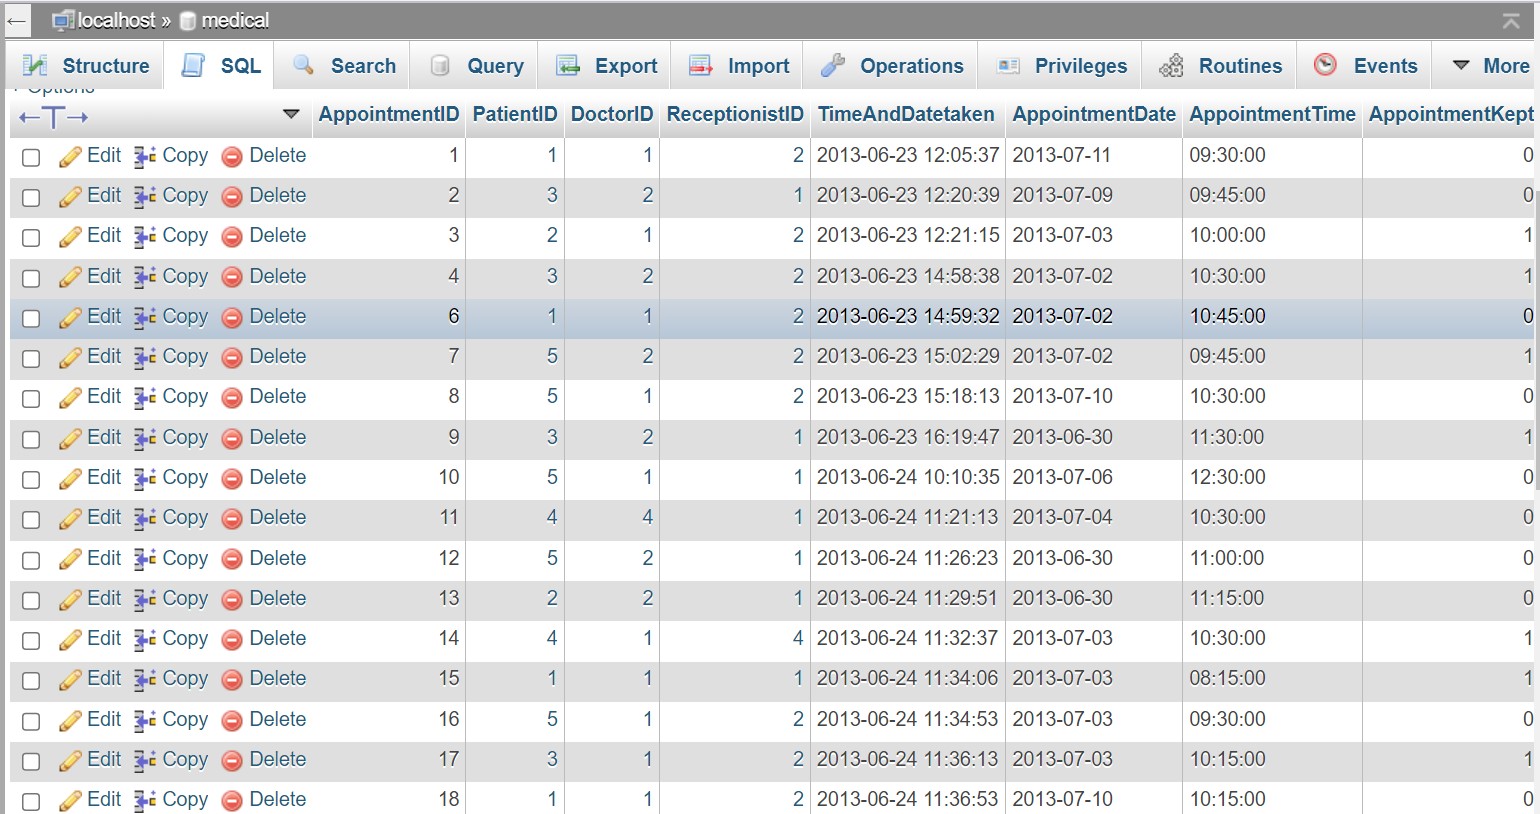 ← localhost » medical
Structure SQL Search Query Export Import Operations Privileges Routines Events More
+ Options
←T→ AppointmentID PatientID DoctorID ReceptionistID TimeAndDatetaken AppointmentDate AppointmentTime AppointmentKept
Edit Copy Delete 1 1 1 2 2013-06-23 12:05:37 2013-07-11 09:30:00 0
Edit Copy Delete 2 3 2 1 2013-06-23 12:20:39 2013-07-09 09:45:00 0
Edit Copy Delete 3 2 1 2 2013-06-23 12:21:15 2013-07-03 10:00:00 1
Edit Copy Delete 4 3 2 2 2013-06-23 14:58:38 2013-07-02 10:30:00 1
Edit Copy Delete 6 1 1 2 2013-06-23 14:59:32 2013-07-02 10:45:00 0
Edit Copy Delete 7 5 2 2 2013-06-23 15:02:29 2013-07-02 09:45:00 1
Edit Copy Delete 8 5 1 2 2013-06-23 15:18:13 2013-07-10 10:30:00 0
Edit Copy Delete 9 3 2 1 2013-06-23 16:19:47 2013-06-30 11:30:00 1
Edit Copy Delete 10 5 1 1 2013-06-24 10:10:35 2013-07-06 12:30:00 0
Edit Copy Delete 11 4 4 1 2013-06-24 11:21:13 2013-07-04 10:30:00 0
Edit Copy Delete 12 5 2 1 2013-06-24 11:26:23 2013-06-30 11:00:00 0
Edit Copy Delete 13 2 2 1 2013-06-24 11:29:51 2013-06-30 11:15:00 0
Edit Copy Delete 14 4 1 4 2013-06-24 11:32:37 2013-07-03 10:30:00 1
Edit Copy Delete 15 1 1 1 2013-06-24 11:34:06 2013-07-03 08:15:00 1
Edit Copy Delete 16 5 1 2 2013-06-24 11:34:53 2013-07-03 09:30:00 0
Edit Copy Delete 17 3 1 2 2013-06-24 11:36:13 2013-07-03 10:15:00 1
Edit Copy Delete 18 1 1 2 2013-06-24 11:36:53 2013-07-10 10:15:00 0